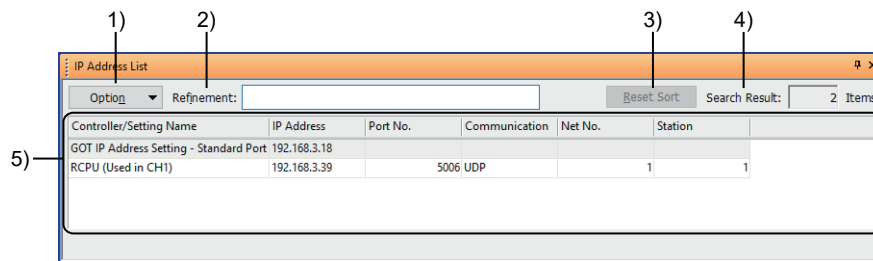 1) 2) 3) 4)
IP Address List
Option Refinement: Reset Sort Search Result: 2 Items
Controller/Setting Name IP Address Port No. Communication Net No. Station
5)
GOT IP Address Setting - Standard Port 192.168.3.18
RCPU (Used in CH1) 192.168.3.39 5006 UDP 1 1